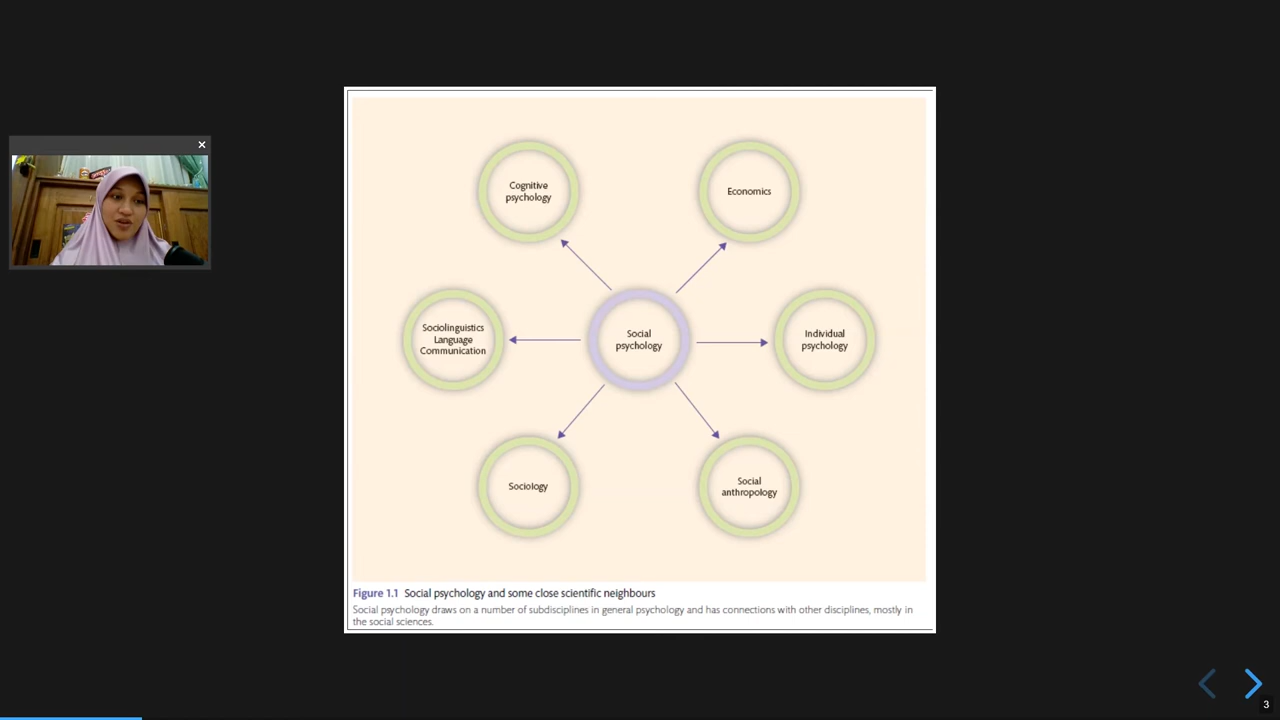 Cognitive
psychology
Economics
Sociolinguistics
Language
Communication
Social
psychology
Individual
psychology
Sociology
Social
anthropology
Figure 1.1 Social psychology and some close scientific neighbours
Social psychology draws on a number of subdisciplines in general psychology and has connections with other disciplines, mostly in
the social sciences.
3